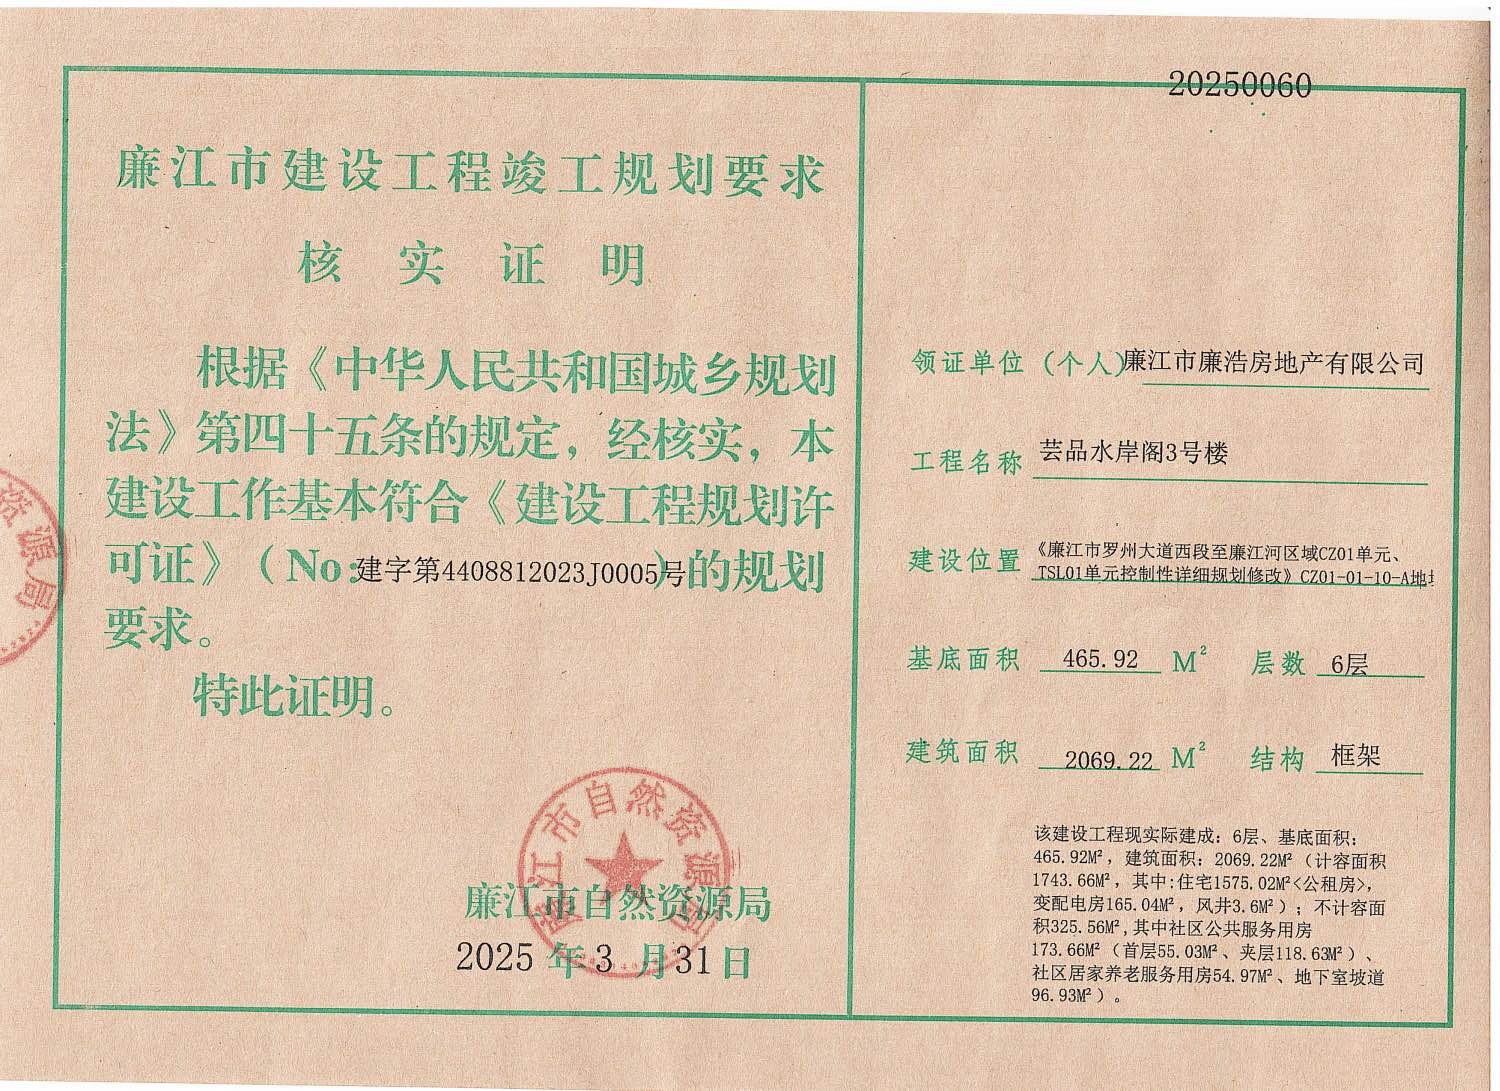 20250060
廉江市建设工程竣工规划要求
核实证明
根据《中华人民共和国城乡规划
法》第四十五条的规定，经核实，本
建设工作基本符合《建设工程规划许
可证》（No:建字第4408812023J0005号）的规划
要求。
特此证明。
廉江市自然资源局
廉江市自然资源局
2025年3月31日
资源局
领证单位（个人）廉江市廉浩房地产有限公司
工程名称 芸品水岸阁3号楼
建设位置 《廉江市罗州大道西段至廉江河区域CZ01单元、
TSL01单元控制性详细规划修改》CZ01-01-10-A地
基底面积 465.92 M² 层数 6层
建筑面积 2069.22 M² 结构 框架
该建设工程现实际建成：6层、基底面积：
465.92M²，建筑面积：2069.22M²（计容面积
1743.66M²，其中:住宅1575.02M²<公租房>，
变配电房165.04M²，风井3.6M²）；不计容面
积325.56M²,其中社区公共服务用房
173.66M²（首层55.03M²、夹层118.63M²）、
社区居家养老服务用房54.97M²、地下室坡道
96.93M²）。